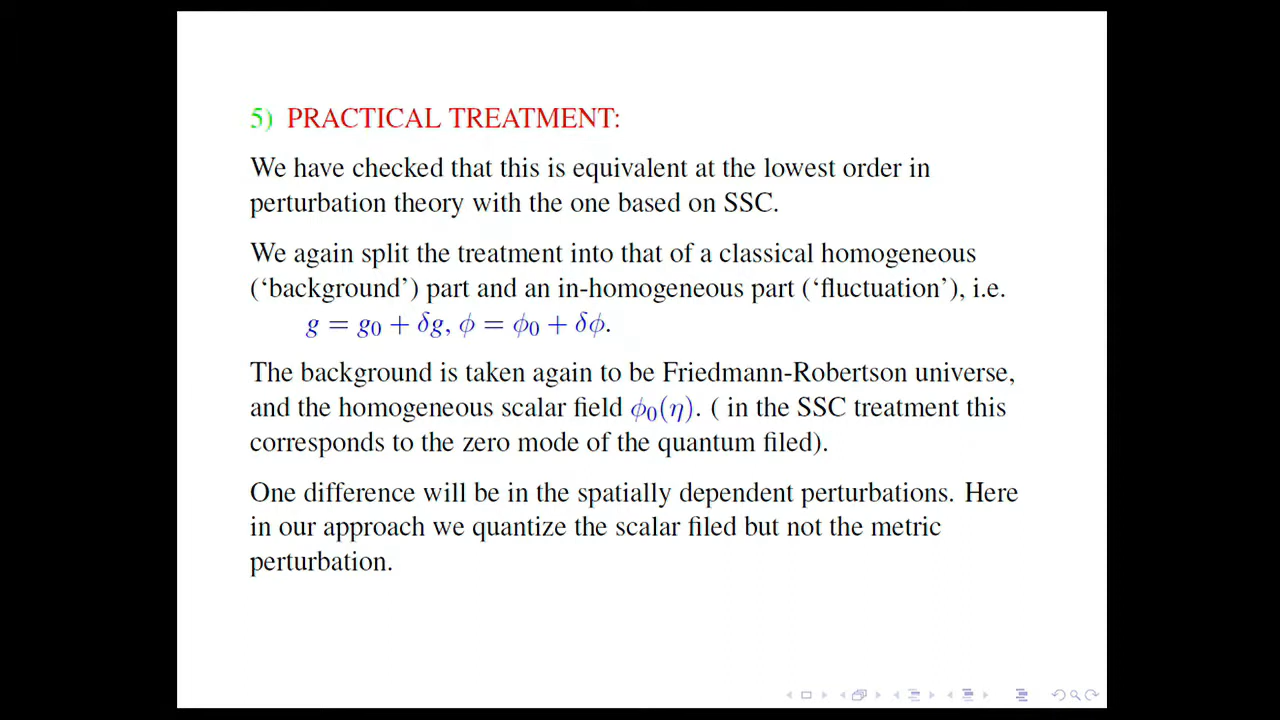 5) PRACTICAL TREATMENT:
We have checked that this is equivalent at the lowest order in
perturbation theory with the one based on SSC.
We again split the treatment into that of a classical homogeneous
(‘background’) part and an in-homogeneous part (‘fluctuation’), i.e.
g = g₀ + δg, ϕ = ϕ₀ + δϕ.
The background is taken again to be Friedmann-Robertson universe,
and the homogeneous scalar field ϕ₀(η). ( in the SSC treatment this
corresponds to the zero mode of the quantum filed).
One difference will be in the spatially dependent perturbations. Here
in our approach we quantize the scalar filed but not the metric
perturbation.